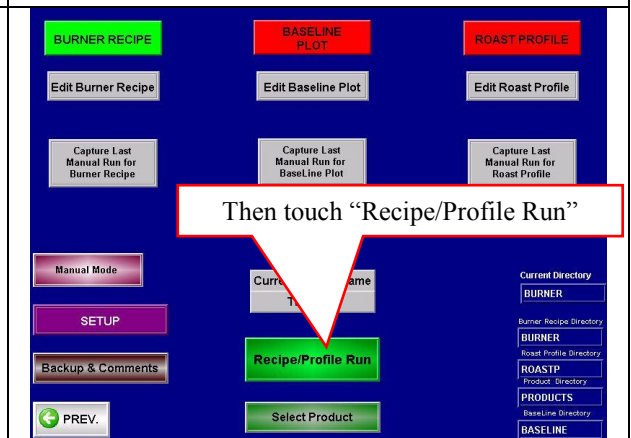 BURNER RECIPE
BASELINE
PLOT
ROAST PROFILE
Edit Burner Recipe
Edit Baseline Plot
Edit Roast Profile
Capture Last
Manual Run for
Burner Recipe
Capture Last
Manual Run for
BaseLine Plot
Capture Last
Manual Run for
Roast Profile
Then touch “Recipe/Profile Run”
Manual Mode
Current Directory
BURNER
SETUP
Burner Recipe Directory
BURNER
Roast Profile Directory
ROASTP
Product Directory
PRODUCTS
BaseLine Directory
BASELINE
Recipe/Profile Run
Backup & Comments
PREV.
Select Product